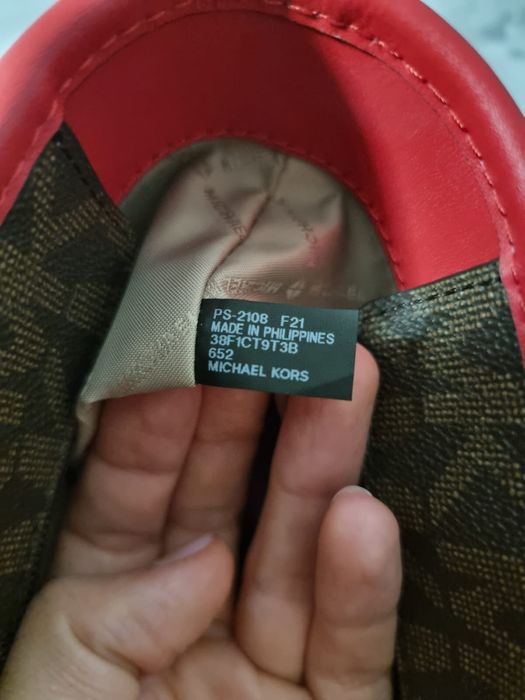 PS-2108 F21
MADE IN PHILIPPINES
38F1CT9T3B
652
MICHAEL KORS